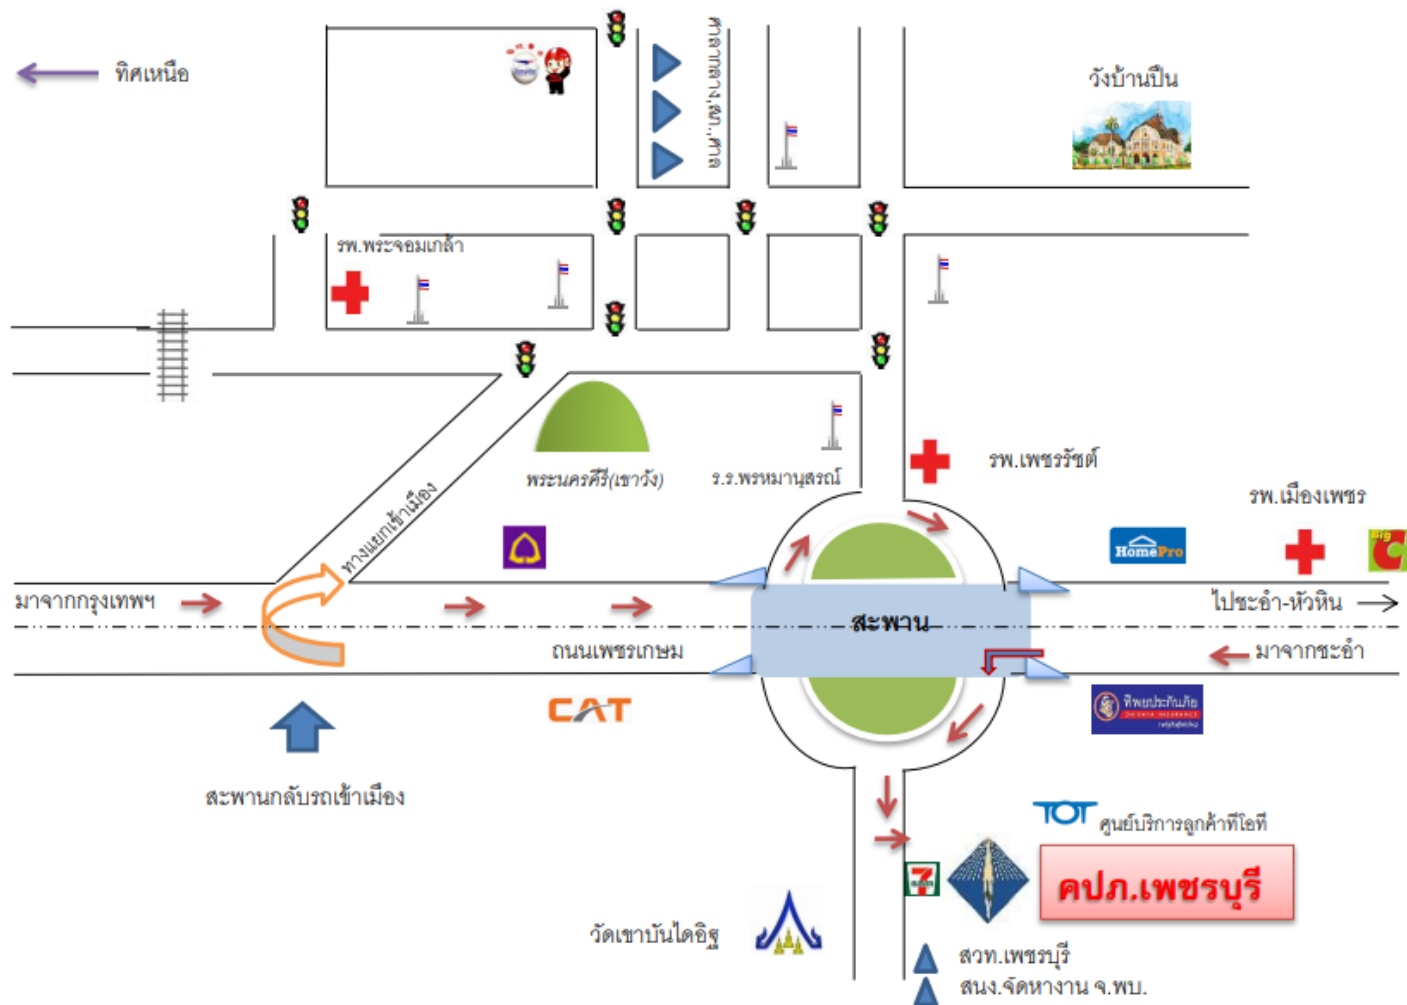 ทิศเหนือ
ศาลากลาง,สภ.,ศาล
วังบ้านปืน
รพ.พระจอมเกล้า
พระนครคีรี(เขาวัง)
ร.ร.พรหมานุสรณ์
รพ.เพชรรัชต์
รพ.เมืองเพชร
ทางแยกเข้าเมือง
HomePro
Big C
มาจากกรุงเทพฯ
สะพาน
ไปชะอำ-หัวหิน
ถนนเพชรเกษม
มาจากชะอำ
CAT
ทิพยประกันภัย
สะพานกลับรถเข้าเมือง
TOT ศูนย์บริการลูกค้าทีโอที
7
คปภ.เพชรบุรี
วัดเขาบันไดอิฐ
สวท.เพชรบุรี
สนง.จัดหางาน จ.พบ.